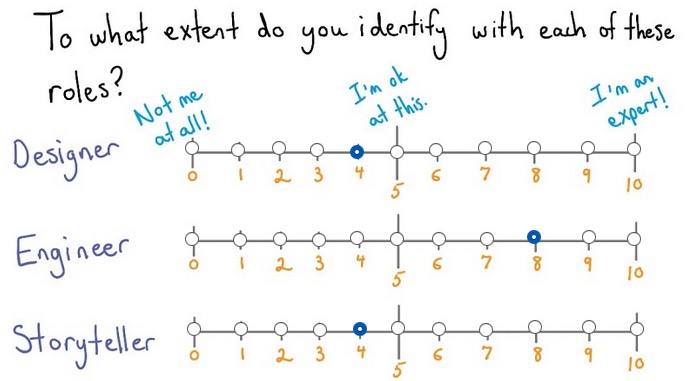 To what extent do you identify with each of these
roles?
Not me
at all!
I'm ok
at this.
I'm an
expert!
Designer
0 1 2 3 4 5 6 7 8 9 10
Engineer
0 1 2 3 4 5 6 7 8 9 10
Storyteller
0 1 2 3 4 5 6 7 8 9 10